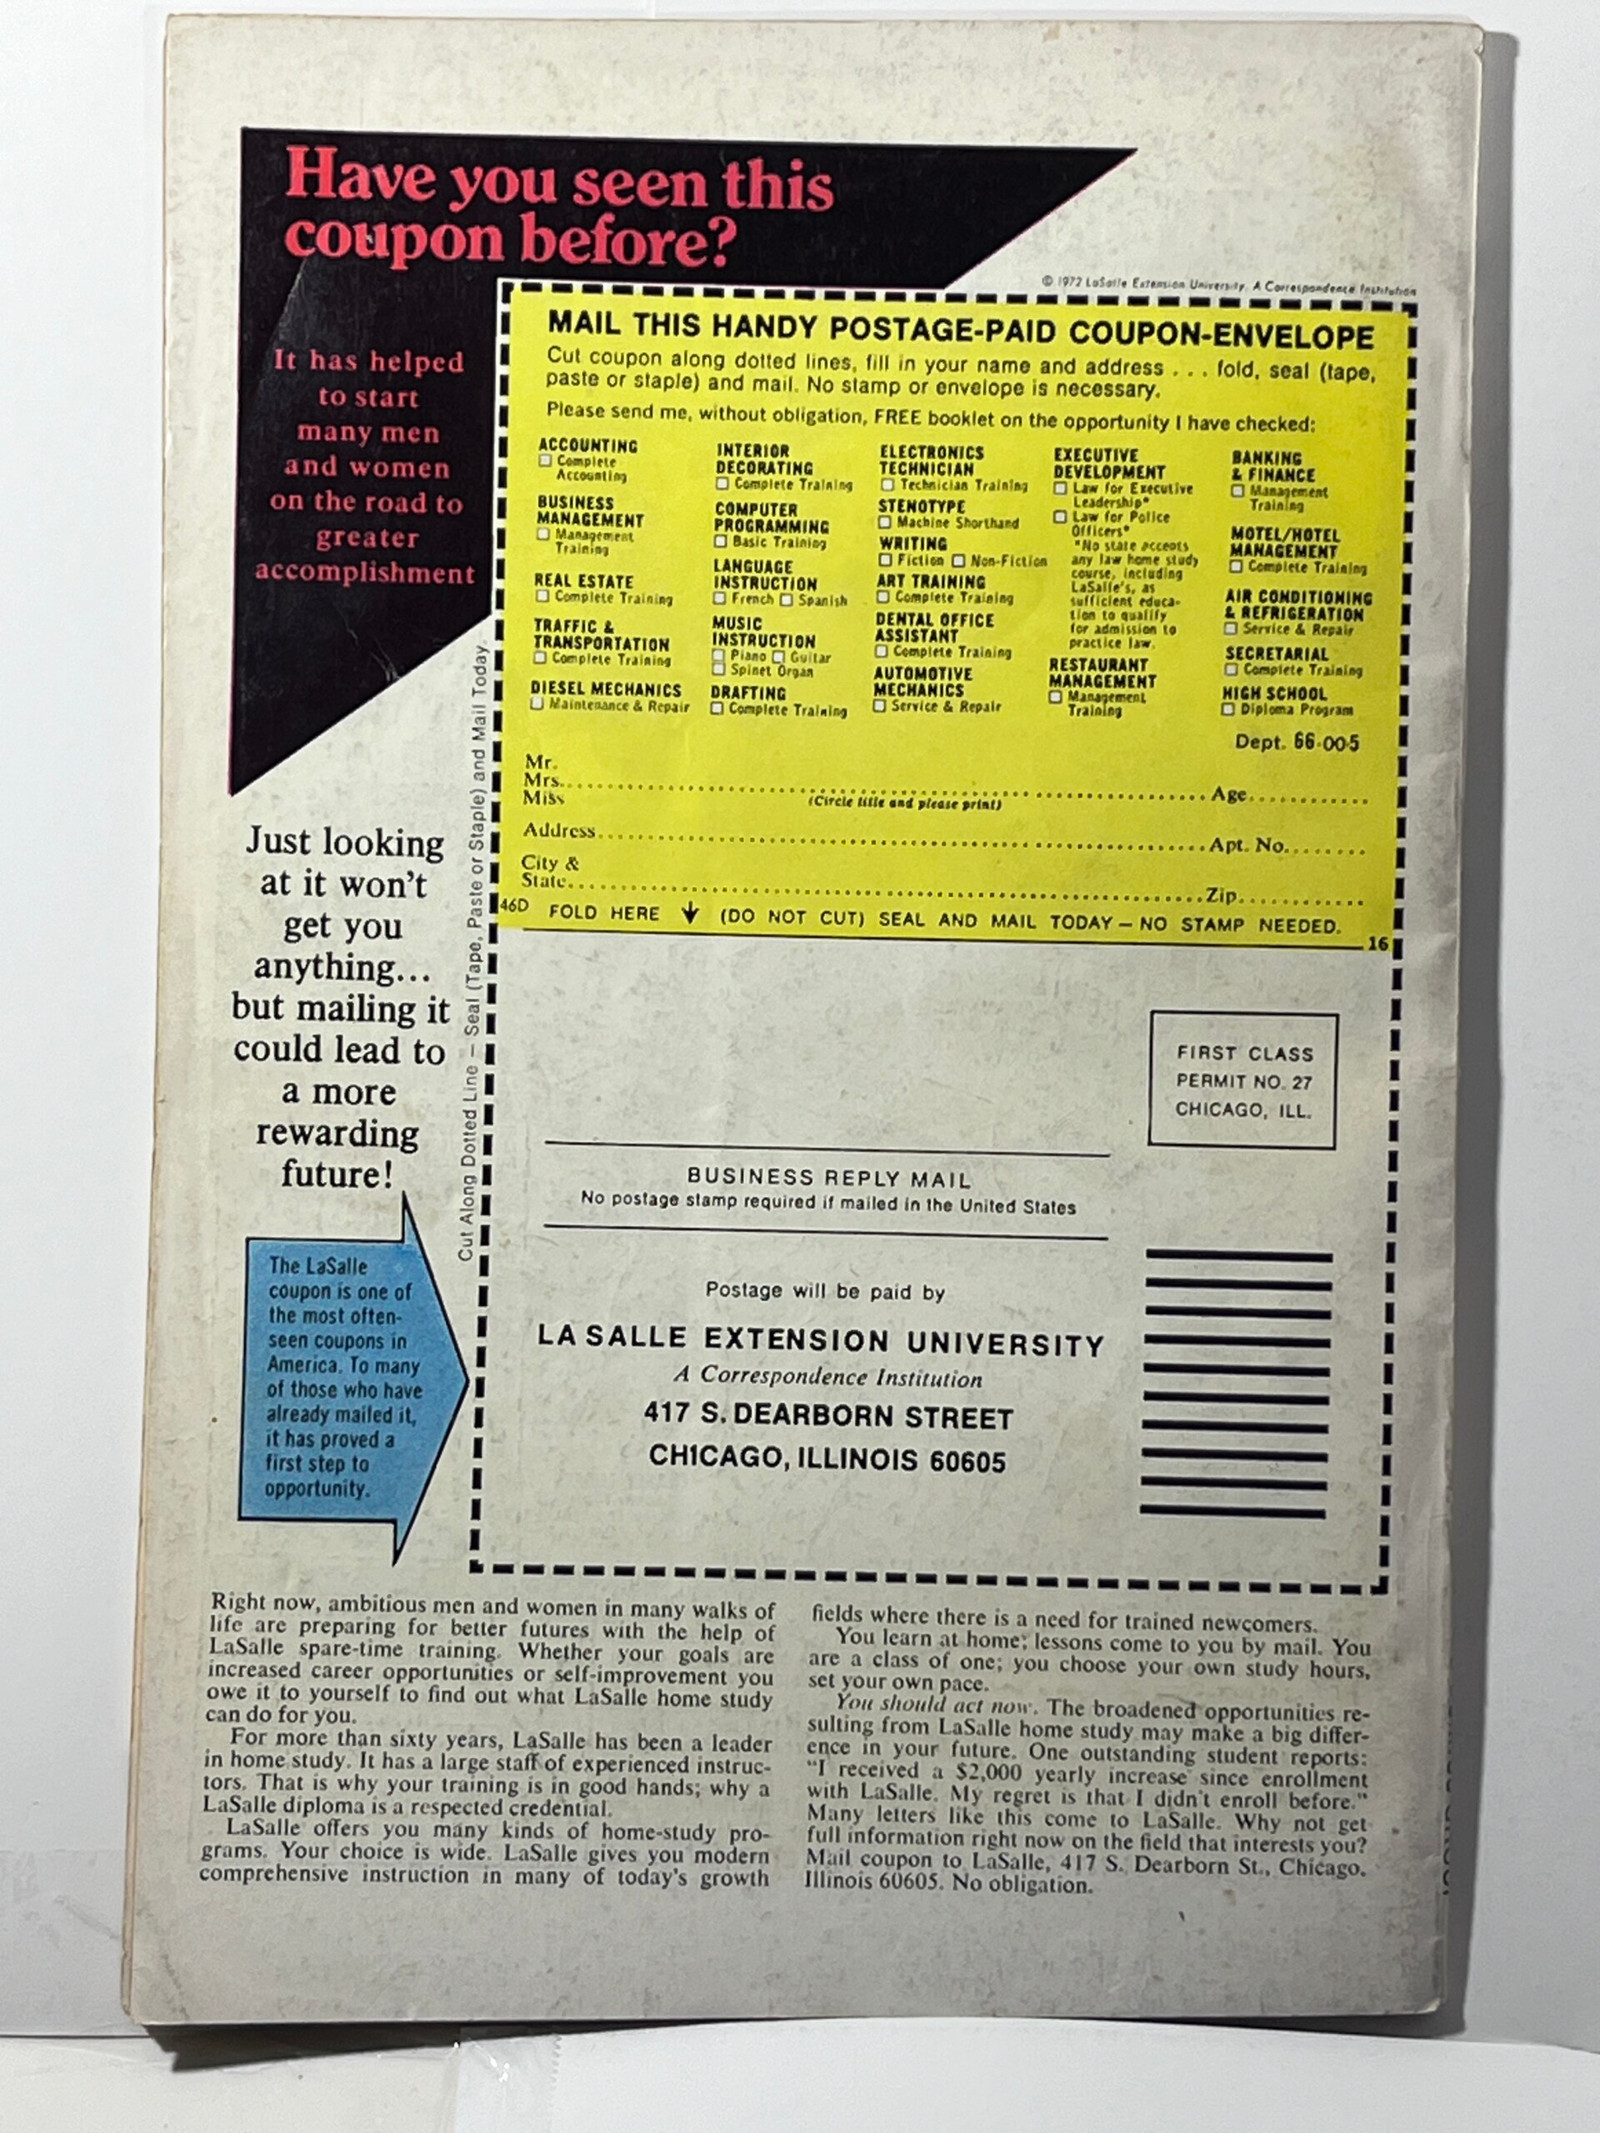 Have you seen this
coupon before?
It has helped
to start
many men
and women
on the road to
greater
accomplishment
© 1972 LaSalle Extension University. A Correspondence Institution
MAIL THIS HANDY POSTAGE-PAID COUPON-ENVELOPE
Cut coupon along dotted lines, fill in your name and address . . . fold, seal (tape,
paste or staple) and mail. No stamp or envelope is necessary.
Please send me, without obligation, FREE booklet on the opportunity I have checked:
ACCOUNTING
Complete
Accounting
BUSINESS
MANAGEMENT
Management
Training
REAL ESTATE
Complete Training
TRAFFIC &
TRANSPORTATION
Complete Training
DIESEL MECHANICS
Maintenance & Repair
INTERIOR
DECORATING
Complete Training
COMPUTER
PROGRAMMING
Basic Training
LANGUAGE
INSTRUCTION
French Spanish
MUSIC
INSTRUCTION
Piano Guitar
Spinet Organ
DRAFTING
Complete Training
ELECTRONICS
TECHNICIAN
Technician Training
STENOTYPE
Machine Shorthand
WRITING
Fiction Non-Fiction
ART TRAINING
Complete Training
DENTAL OFFICE
ASSISTANT
Complete Training
AUTOMOTIVE
MECHANICS
Service & Repair
EXECUTIVE
DEVELOPMENT
Law for Executive
Leadership*
Law for Police
Officers*
*No state accepts
any law home study
course, including
LaSalle's, as
sufficient educa-
tion to qualify
for admission to
practice law.
RESTAURANT
MANAGEMENT
Management
Training
BANKING
& FINANCE
Management
Training
MOTEL/HOTEL
MANAGEMENT
Complete Training
AIR CONDITIONING
& REFRIGERATION
Service & Repair
SECRETARIAL
Complete Training
HIGH SCHOOL
Diploma Program
Dept. 66-005
Mr.
Mrs. Age
Miss (Circle title and please print)
Address Apt. No.
City &
State Zip
46D FOLD HERE ↓ (DO NOT CUT) SEAL AND MAIL TODAY – NO STAMP NEEDED.
16
Cut Along Dotted Line – Seal (Tape, Paste or Staple) and Mail Today.
Just looking
at it won't
get you
anything...
but mailing it
could lead to
a more
rewarding
future!
The LaSalle
coupon is one of
the most often-
seen coupons in
America. To many
of those who have
already mailed it,
it has proved a
first step to
opportunity.
FIRST CLASS
PERMIT NO. 27
CHICAGO, ILL.
BUSINESS REPLY MAIL
No postage stamp required if mailed in the United States
Postage will be paid by
LA SALLE EXTENSION UNIVERSITY
A Correspondence Institution
417 S. DEARBORN STREET
CHICAGO, ILLINOIS 60605
Right now, ambitious men and women in many walks of
life are preparing for better futures with the help of
LaSalle spare-time training. Whether your goals are
increased career opportunities or self-improvement you
owe it to yourself to find out what LaSalle home study
can do for you.
For more than sixty years, LaSalle has been a leader
in home study. It has a large staff of experienced instruc-
tors. That is why your training is in good hands; why a
LaSalle diploma is a respected credential.
LaSalle offers you many kinds of home-study pro-
grams. Your choice is wide. LaSalle gives you modern
comprehensive instruction in many of today's growth
fields where there is a need for trained newcomers.
You learn at home; lessons come to you by mail. You
are a class of one; you choose your own study hours,
set your own pace.
You should act now. The broadened opportunities re-
sulting from LaSalle home study may make a big differ-
ence in your future. One outstanding student reports:
"I received a $2,000 yearly increase since enrollment
with LaSalle. My regret is that I didn't enroll before."
Many letters like this come to LaSalle. Why not get
full information right now on the field that interests you?
Mail coupon to LaSalle, 417 S. Dearborn St., Chicago,
Illinois 60605. No obligation.